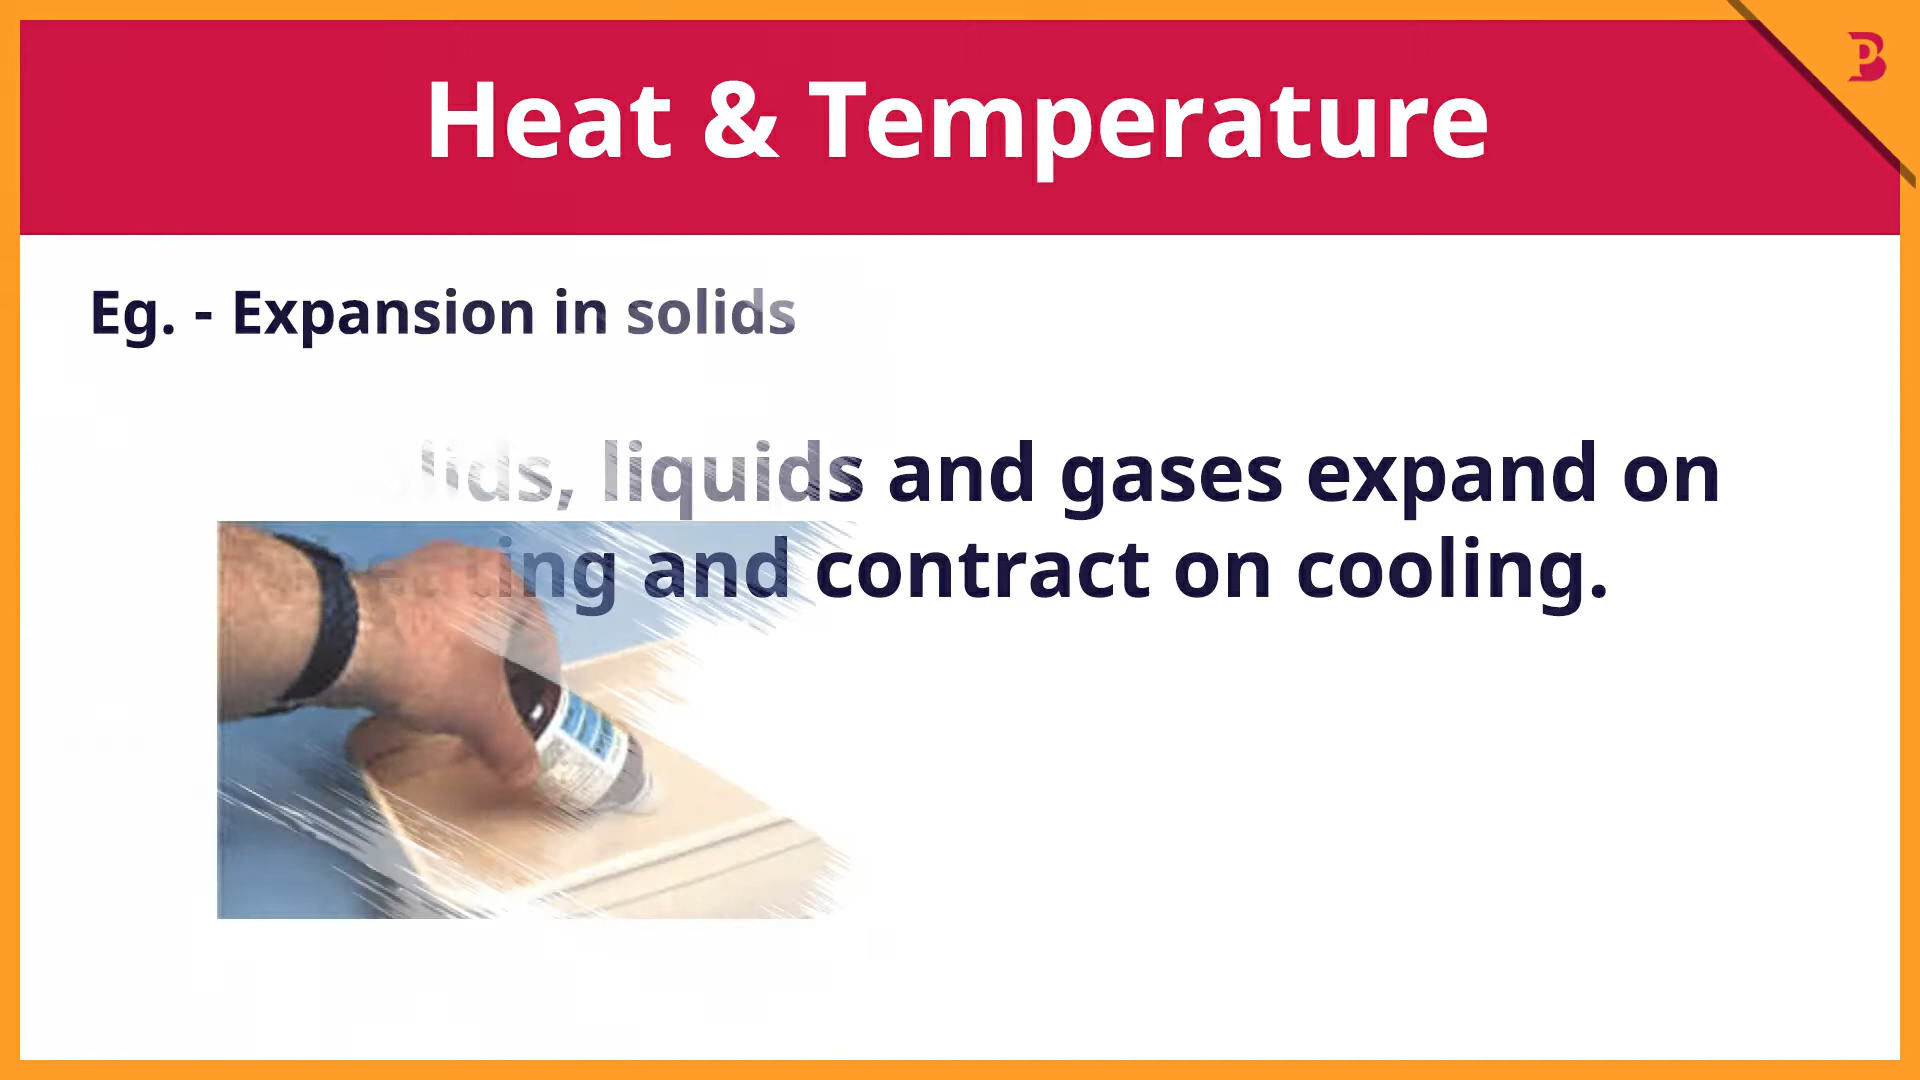 Heat & Temperature
Eg. - Expansion in solids
liquids and gases expand on
and contract on cooling.